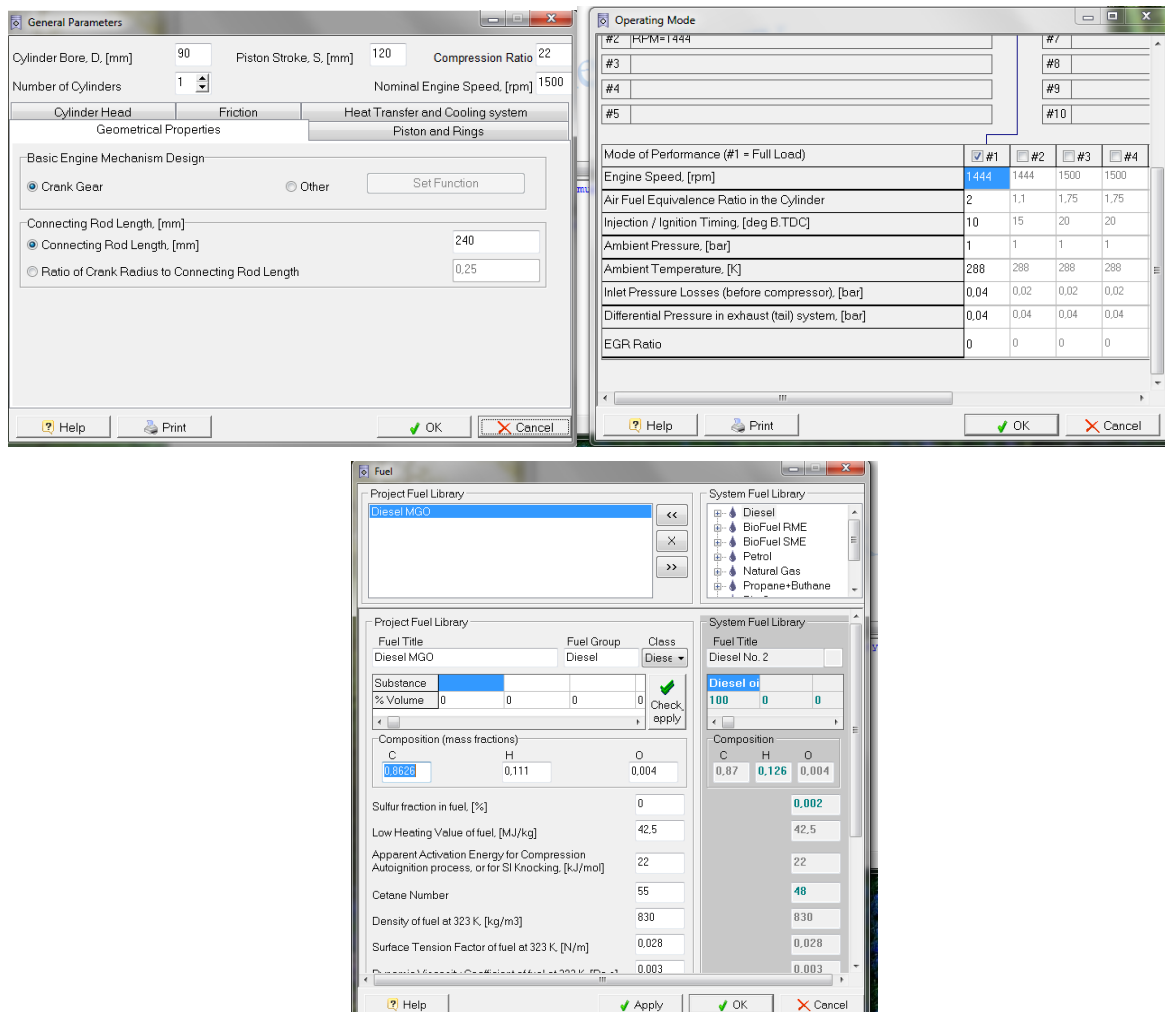 General Parameters
Cylinder Bore, D, [mm] 90 Piston Stroke, S, [mm] 120 Compression Ratio 22
Number of Cylinders 1 Nominal Engine Speed, [rpm] 1500
Cylinder Head Friction Heat Transfer and Cooling system
Geometrical Properties Piston and Rings
Basic Engine Mechanism Design
Crank Gear Other Set Function
Connecting Rod Length, [mm]
Connecting Rod Length, [mm] 240
Ratio of Crank Radius to Connecting Rod Length 0,25
Help Print OK Cancel
Operating Mode
#2 RPM=1444 #7
#3 #8
#4 #9
#5 #10
Mode of Performance (#1 = Full Load) #1 #2 #3 #4
Engine Speed, [rpm] 1444 1444 1500 1500
Air Fuel Equivalence Ratio in the Cylinder 2 1,1 1,75 1,75
Injection / Ignition Timing, [deg B.TDC] 10 15 20 20
Ambient Pressure, [bar] 1 1 1 1
Ambient Temperature, [K] 288 288 288 288
Inlet Pressure Losses (before compressor), [bar] 0,04 0,02 0,02 0,02
Differential Pressure in exhaust (tail) system, [bar] 0,04 0,04 0,04 0,04
EGR Ratio 0 0 0 0
Help Print OK Cancel
Fuel
Project Fuel Library System Fuel Library
Diesel MGO << Diesel
BioFuel RME
X BioFuel SME
Petrol
>> Natural Gas
Propane+Buthane
Project Fuel Library System Fuel Library
Fuel Title Fuel Group Class Fuel Title
Diesel MGO Diesel Diese Diesel No. 2
Substance Diesel oi
% Volume 0 0 0 0 Check, apply 100 0 0
Composition (mass fractions) Composition
C H O C H O
0,8626 0,111 0,004 0,87 0,126 0,004
Sulfur fraction in fuel, [%] 0 0,002
Low Heating Value of fuel, [MJ/kg] 42,5 42,5
Apparent Activation Energy for Compression
Autoignition process, or for SI Knocking, [kJ/mol] 22 22
Cetane Number 55 48
Density of fuel at 323 K, [kg/m3] 830 830
Surface Tension Factor of fuel at 323 K, [N/m] 0,028 0,028
0,003 0,003
Help Apply OK Cancel